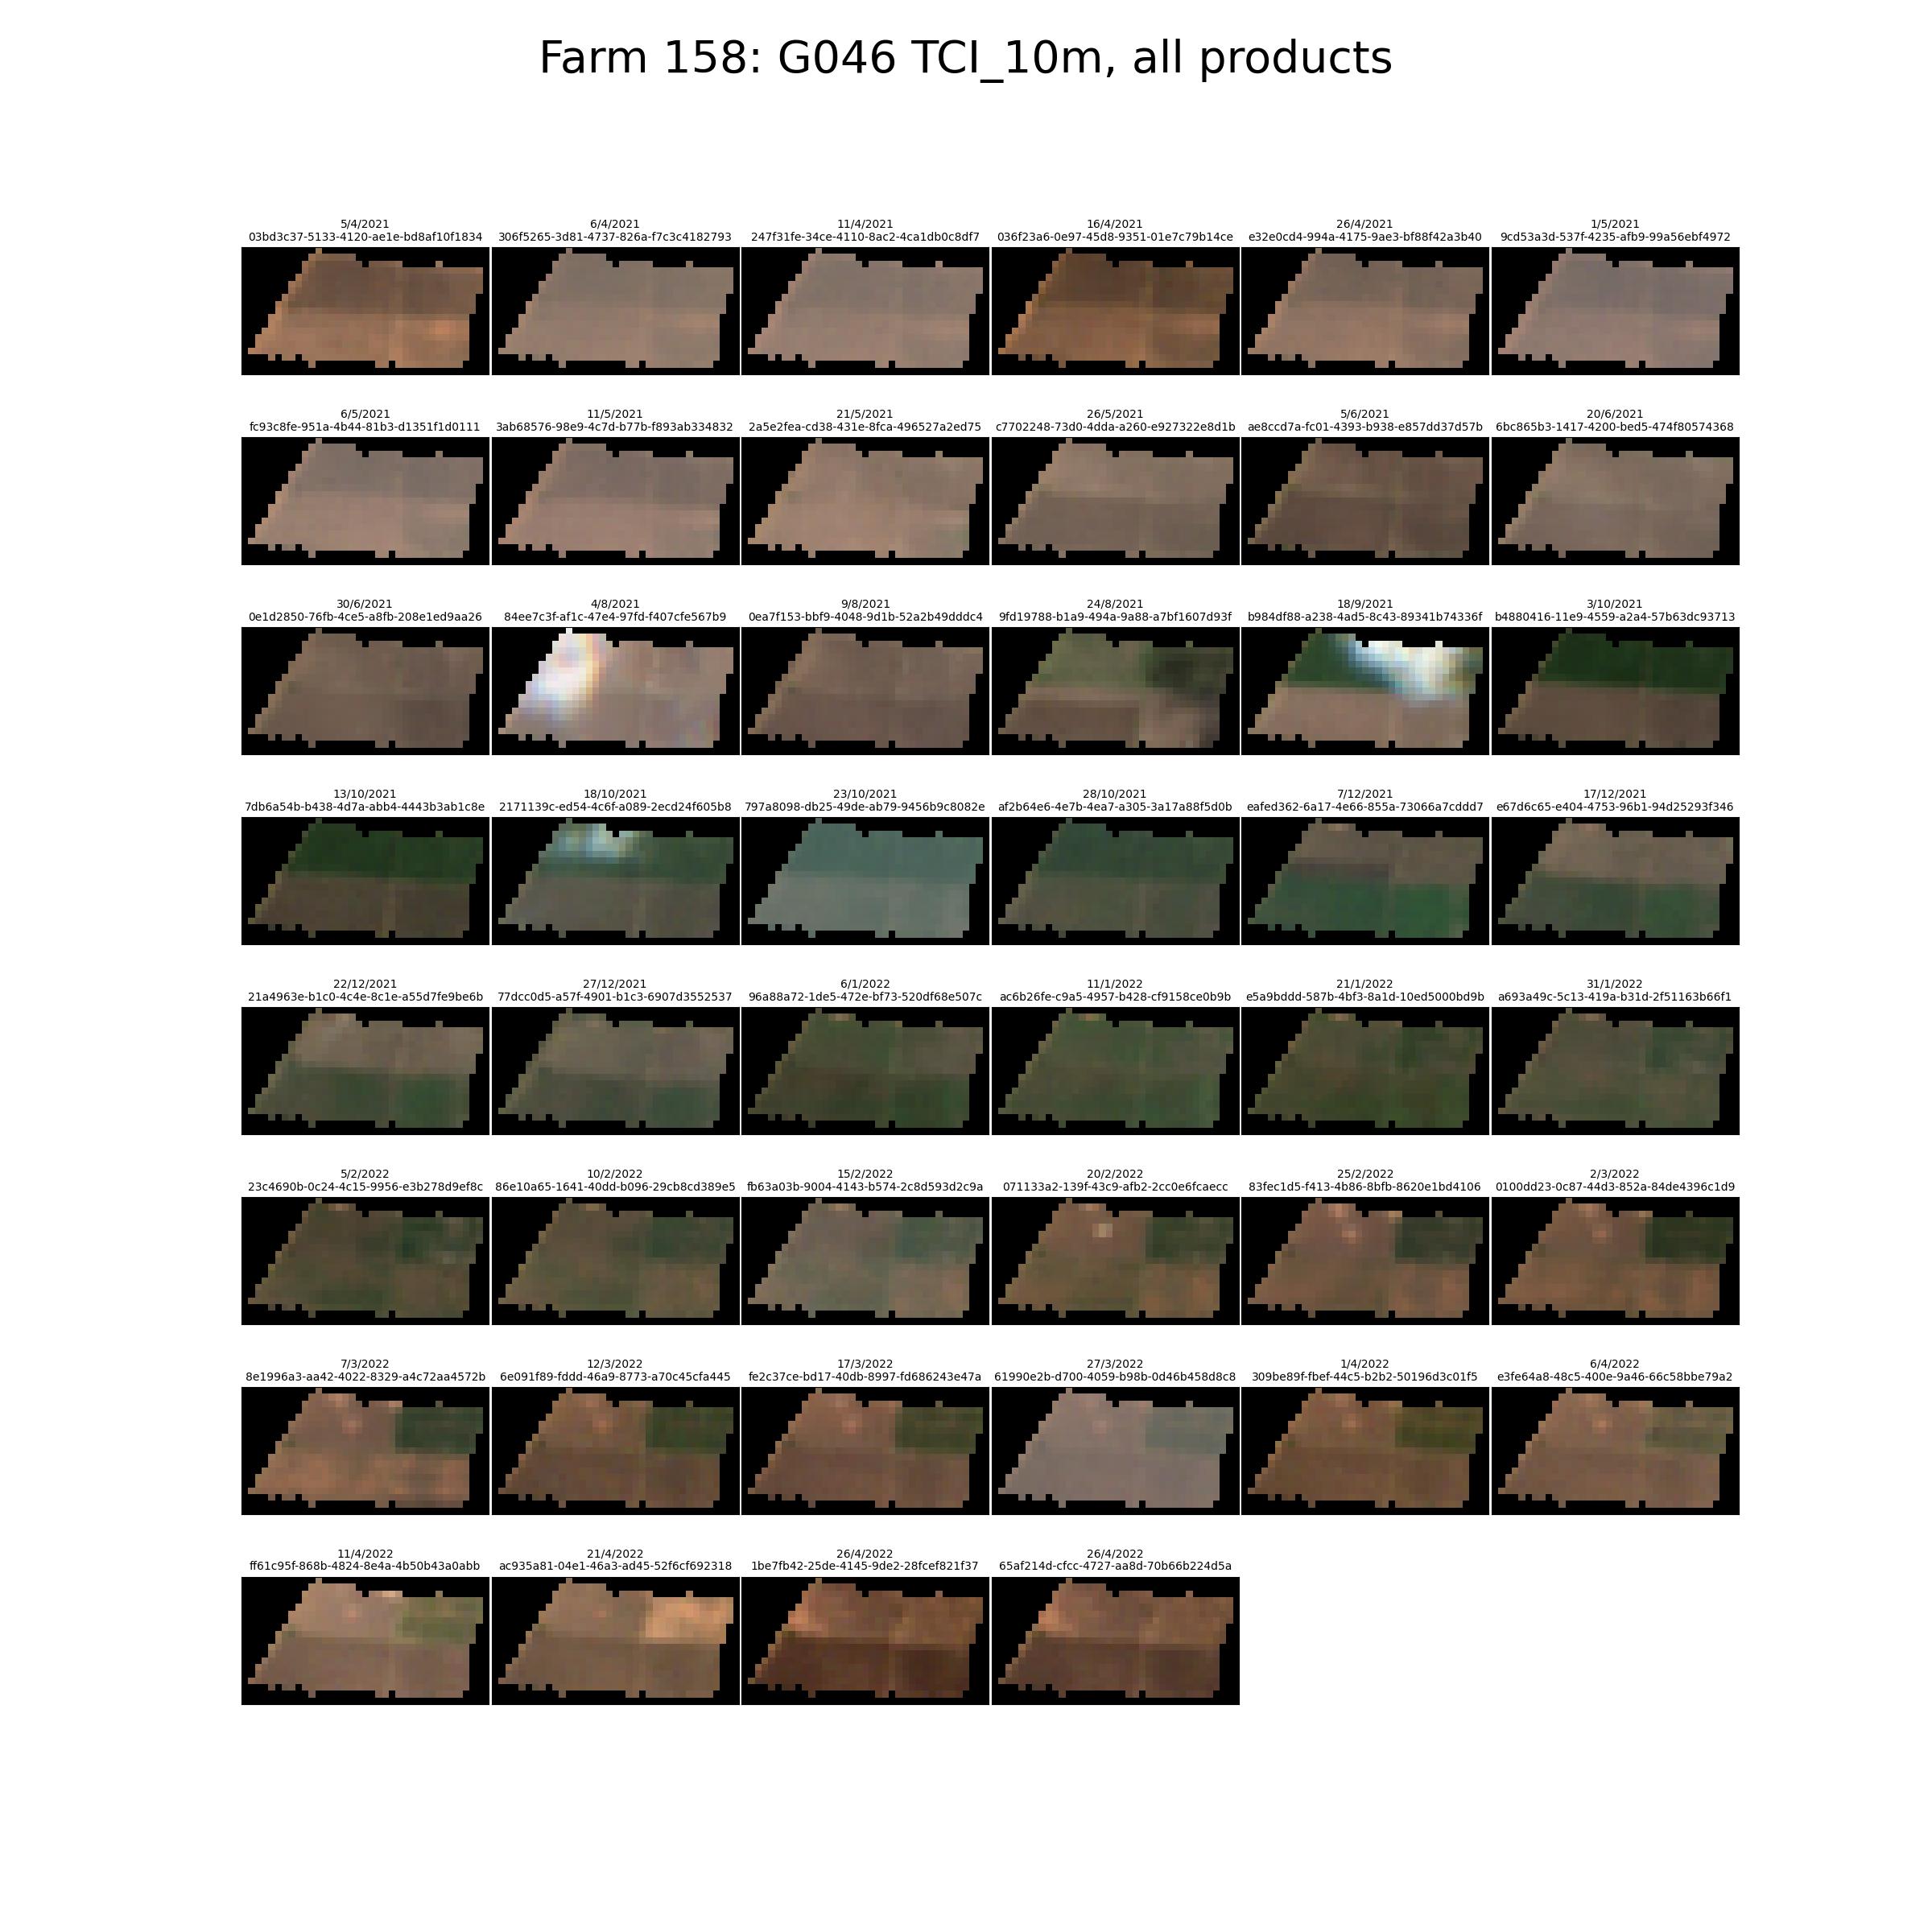 Farm 158: G046 TCI_10m, all products
5/4/2021
03bd3c37-5133-4120-ae1e-bd8af10f1834
6/4/2021
306f5265-3d81-4737-826a-f7c3c4182793
11/4/2021
247f31fe-34ce-4110-8ac2-4ca1db0c8df7
16/4/2021
036f23a6-0e97-45d8-9351-01e7c79b14ce
26/4/2021
e32e0cd4-994a-4175-9ae3-bf88f42a3b40
1/5/2021
9cd53a3d-537f-4235-afb9-99a56ebf4972
6/5/2021
fc93c8fe-951a-4b44-81b3-d1351f1d0111
11/5/2021
3ab68576-98e9-4c7d-b77b-f893ab334832
21/5/2021
2a5e2fea-cd38-431e-8fca-496527a2ed75
26/5/2021
c7702248-73d0-4dda-a260-e927322e8d1b
5/6/2021
ae8ccd7a-fc01-4393-b938-e857dd37d57b
20/6/2021
6bc865b3-1417-4200-bed5-474f80574368
30/6/2021
0e1d2850-76fb-4ce5-a8fb-208e1ed9aa26
4/8/2021
84ee7c3f-af1c-47e4-97fd-f407cfe567b9
9/8/2021
0ea7f153-bbf9-4048-9d1b-52a2b49dddc4
24/8/2021
9fd19788-b1a9-494a-9a88-a7bf1607d93f
18/9/2021
b984df88-a238-4ad5-8c43-89341b74336f
3/10/2021
b4880416-11e9-4559-a2a4-57b63dc93713
13/10/2021
7db6a54b-b438-4d7a-abb4-4443b3ab1c8e
18/10/2021
2171139c-ed54-4c6f-a089-2ecd24f605b8
23/10/2021
797a8098-db25-49de-ab79-9456b9c8082e
28/10/2021
af2b64e6-4e7b-4ea7-a305-3a17a88f5d0b
7/12/2021
eafed362-6a17-4e66-855a-73066a7cddd7
17/12/2021
e67d6c65-e404-4753-96b1-94d25293f346
22/12/2021
21a4963e-b1c0-4c4e-8c1e-a55d7fe9be6b
27/12/2021
77dcc0d5-a57f-4901-b1c3-6907d3552537
6/1/2022
96a88a72-1de5-472e-bf73-520df68e507c
11/1/2022
ac6b26fe-c9a5-4957-b428-cf9158ce0b9b
21/1/2022
e5a9bddd-587b-4bf3-8a1d-10ed5000bd9b
31/1/2022
a693a49c-5c13-419a-b31d-2f51163b66f1
5/2/2022
23c4690b-0c24-4c15-9956-e3b278d9ef8c
10/2/2022
86e10a65-1641-40dd-b096-29cb8cd389e5
15/2/2022
fb63a03b-9004-4143-b574-2c8d593d2c9a
20/2/2022
071133a2-139f-43c9-afb2-2cc0e6fcaecc
25/2/2022
83fec1d5-f413-4b86-8bfb-8620e1bd4106
2/3/2022
0100dd23-0c87-44d3-852a-84de4396c1d9
7/3/2022
8e1996a3-aa42-4022-8329-a4c72aa4572b
12/3/2022
6e091f89-fddd-46a9-8773-a70c45cfa445
17/3/2022
fe2c37ce-bd17-40db-8997-fd686243e47a
27/3/2022
61990e2b-d700-4059-b98b-0d46b458d8c8
1/4/2022
309be89f-fbef-44c5-b2b2-50196d3c01f5
6/4/2022
e3fe64a8-48c5-400e-9a46-66c58bbe79a2
11/4/2022
ff61c95f-868b-4824-8e4a-4b50b43a0abb
21/4/2022
ac935a81-04e1-46a3-ad45-52f6cf692318
26/4/2022
1be7fb42-25de-4145-9de2-28fcef821f37
26/4/2022
65af214d-cfcc-4727-aa8d-70b66b224d5a